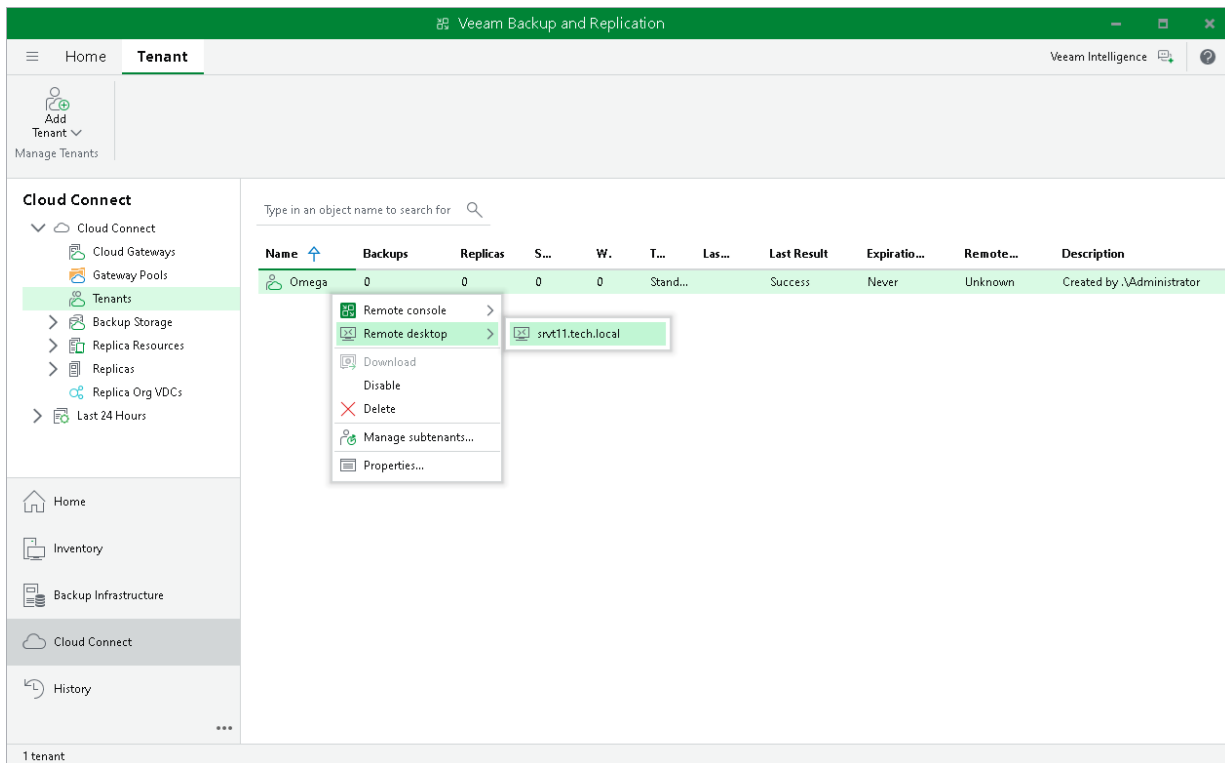 Veeam Backup and Replication
Home Tenant Veeam Intelligence
Add
Tenant
Manage Tenants
Cloud Connect
Cloud Connect
Cloud Gateways
Gateway Pools
Tenants
Backup Storage
Replica Resources
Replicas
Replica Org VDCs
Last 24 Hours
Type in an object name to search for
Name Backups Replicas S... W. T... Las... Last Result Expiratio... Remote... Description
Omega 0 0 0 0 Stand... Success Never Unknown Created by .\Administrator
Remote console
Remote desktop
srvt11.tech.local
Download
Disable
Delete
Manage subtenants...
Properties...
Home
Inventory
Backup Infrastructure
Cloud Connect
History
1 tenant